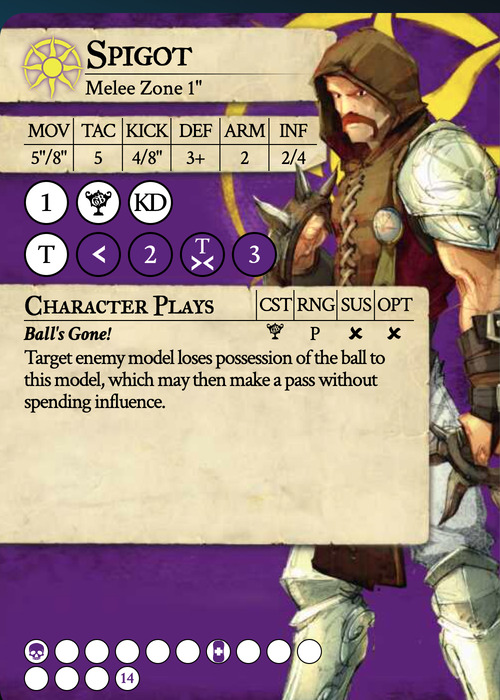 Spigot
Melee Zone 1"
MOV TAC KICK DEF ARM INF
5"/8" 5 4/8" 3+ 2 2/4
1 GB KD
T < 2 T >< 3
Character Plays CST RNG SUS OPT
Ball's Gone! P ✘ ✘
Target enemy model loses possession of the ball to
this model, which may then make a pass without
spending influence.
14